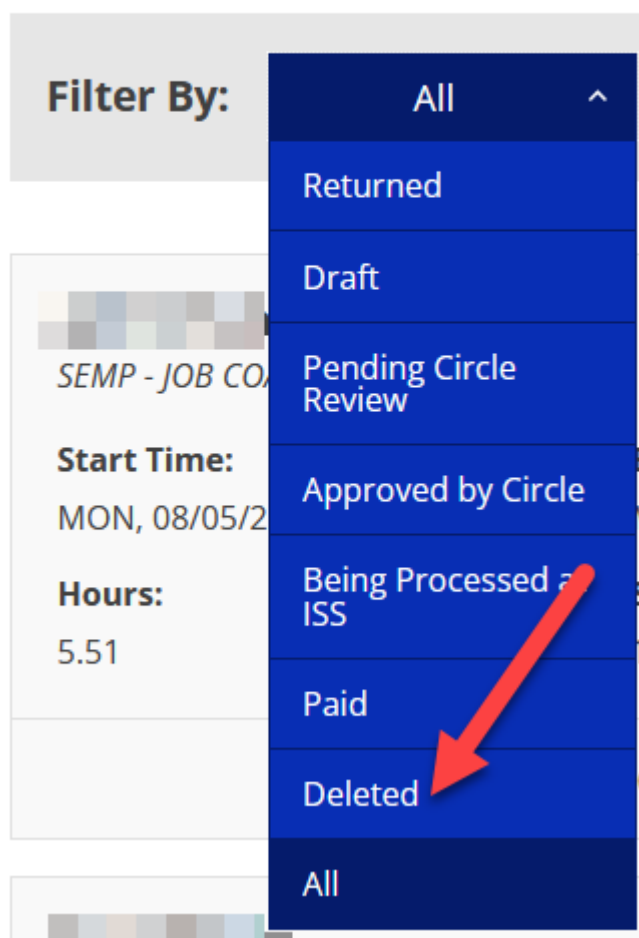 Filter By:
All
Returned
Draft
Pending Circle
Review
Approved by Circle
Being Processed
ISS
Paid
Deleted
All
SEMP - JOB
Start Time:
MON, 08/05/2
Hours:
5.51